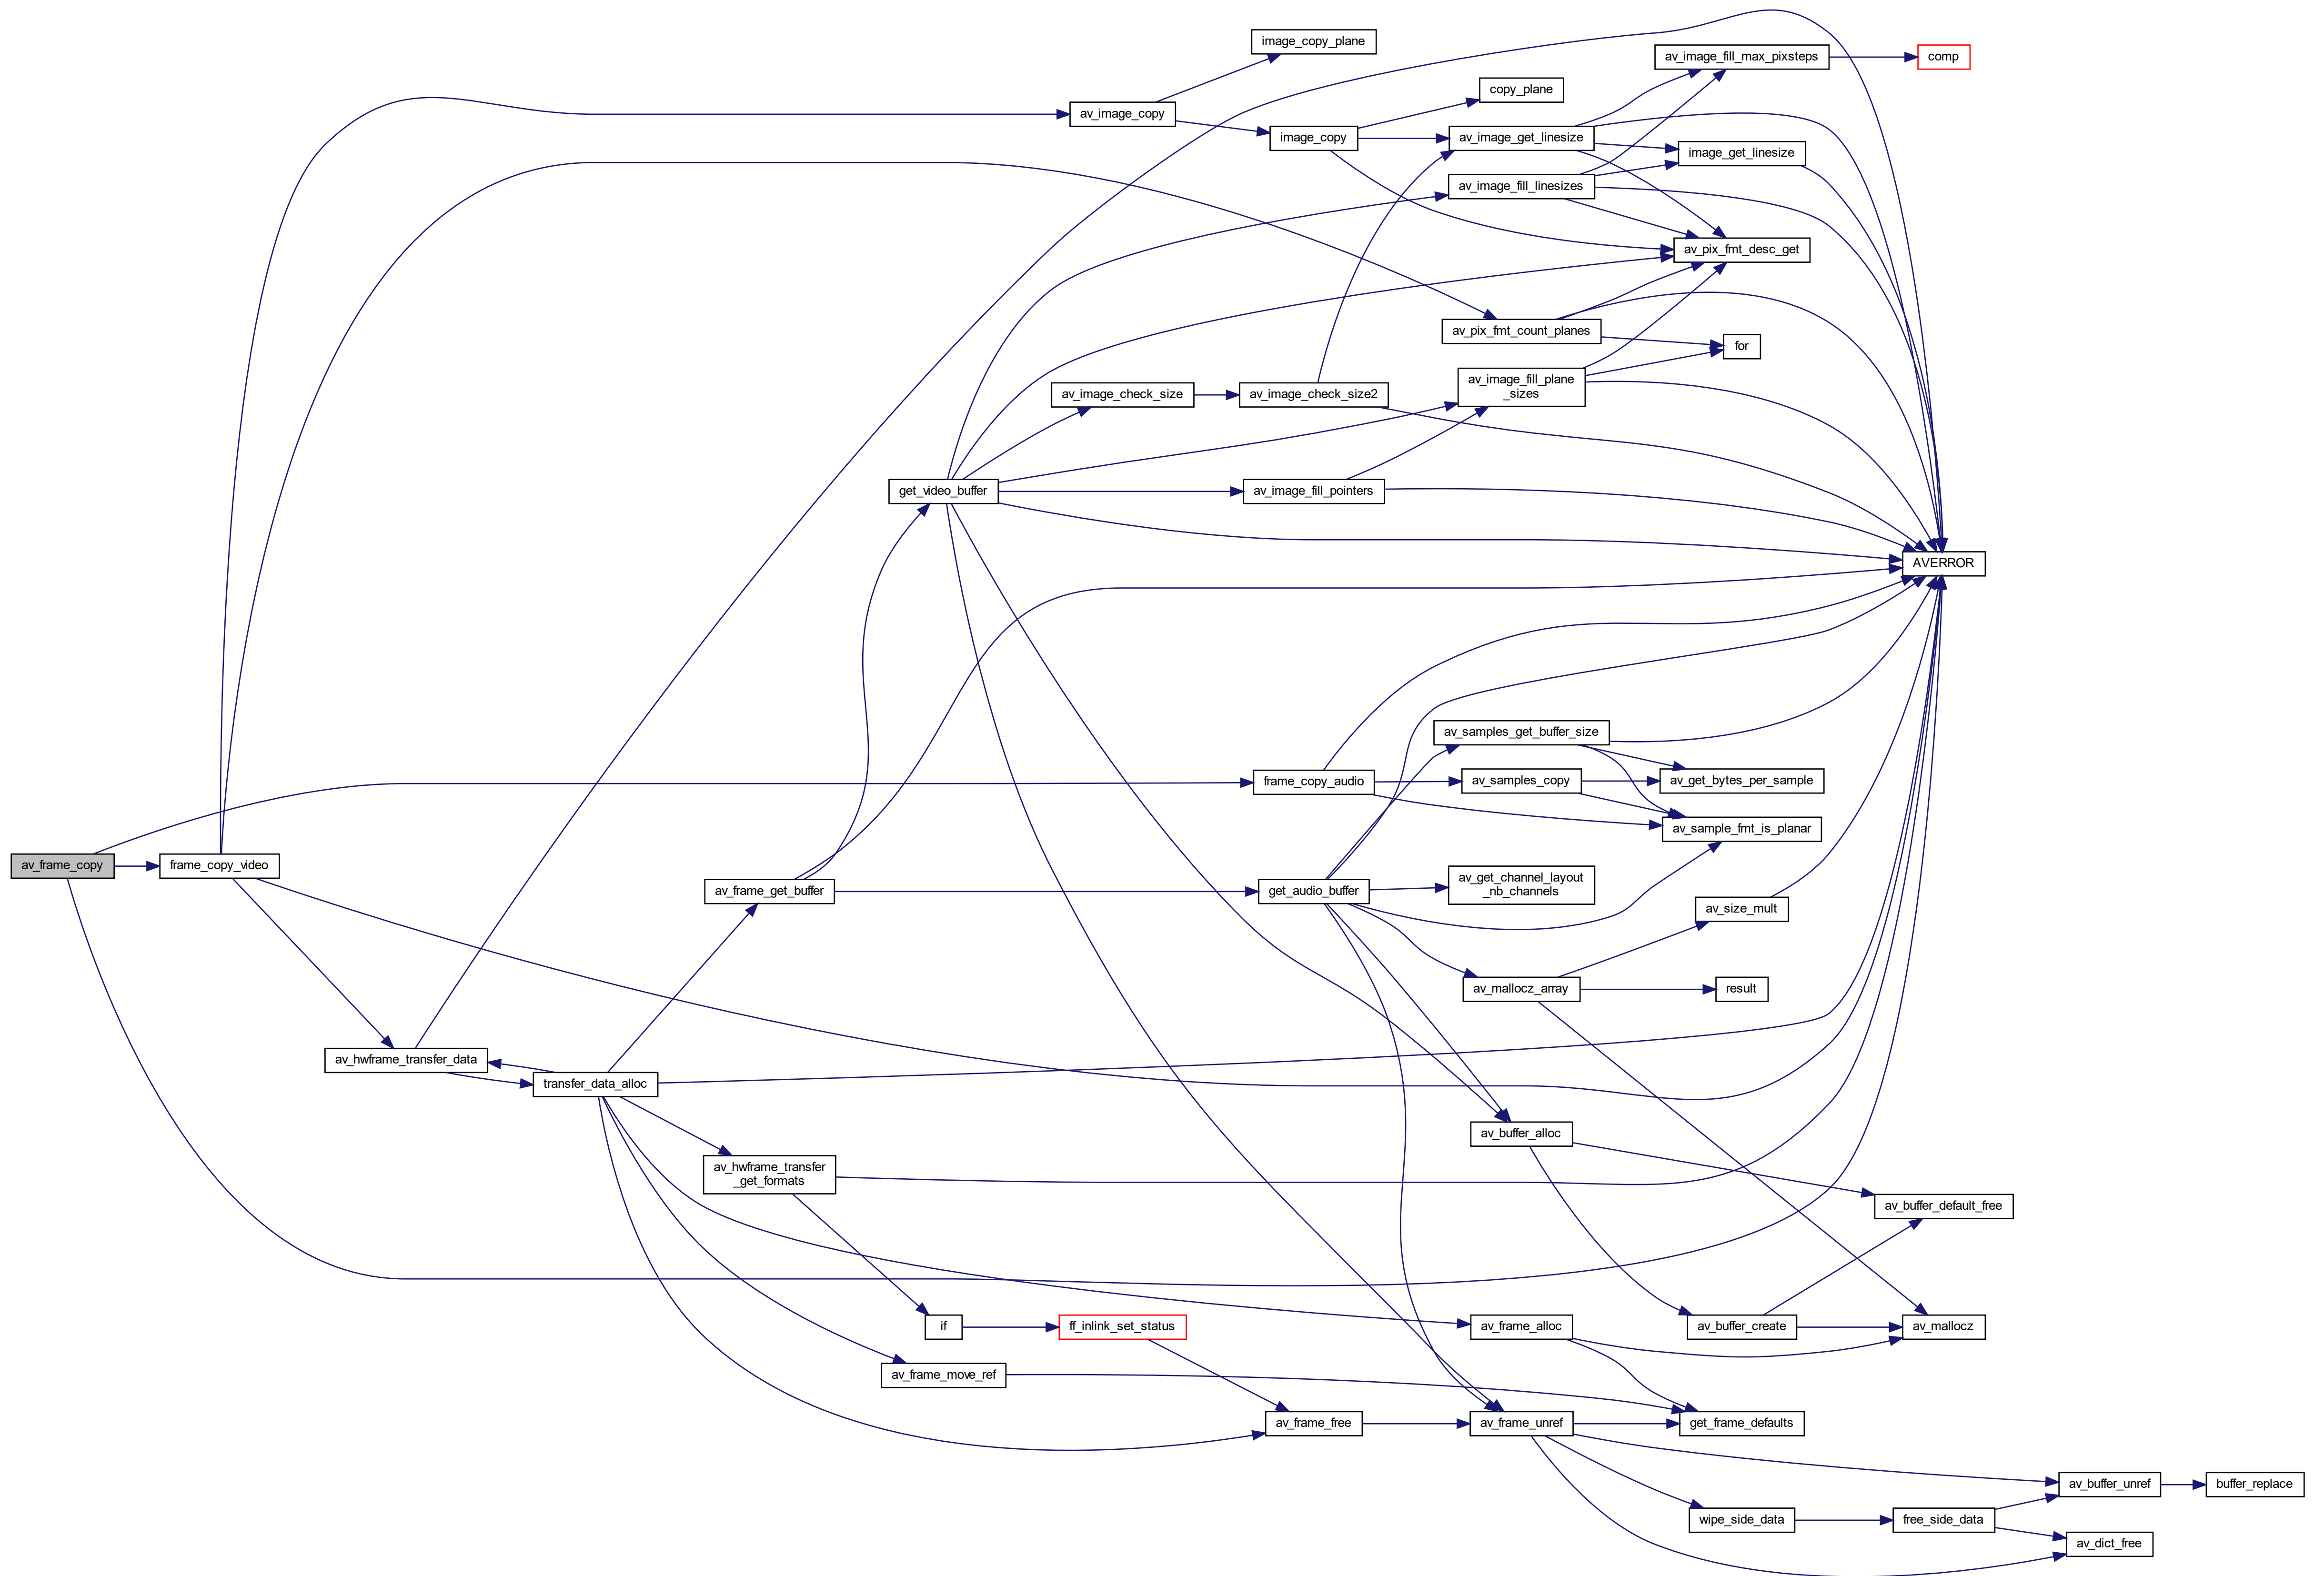 image_copy_plane
av_image_fill_max_pixsteps
comp
copy_plane
av_image_copy
image_copy
av_image_get_linesize
image_get_linesize
av_image_fill_linesizes
av_pix_fmt_desc_get
av_pix_fmt_count_planes
for
av_image_fill_plane
_sizes
av_image_check_size
av_image_check_size2
get_video_buffer
av_image_fill_pointers
AVERROR
av_samples_get_buffer_size
frame_copy_audio
av_samples_copy
av_get_bytes_per_sample
av_sample_fmt_is_planar
av_frame_copy
frame_copy_video
av_frame_get_buffer
get_audio_buffer
av_get_channel_layout
_nb_channels
av_size_mult
av_mallocz_array
result
av_hwframe_transfer_data
transfer_data_alloc
av_buffer_alloc
av_hwframe_transfer
_get_formats
av_buffer_default_free
if
ff_inlink_set_status
av_frame_alloc
av_buffer_create
av_mallocz
av_frame_move_ref
av_frame_free
av_frame_unref
get_frame_defaults
av_buffer_unref
buffer_replace
wipe_side_data
free_side_data
av_dict_free